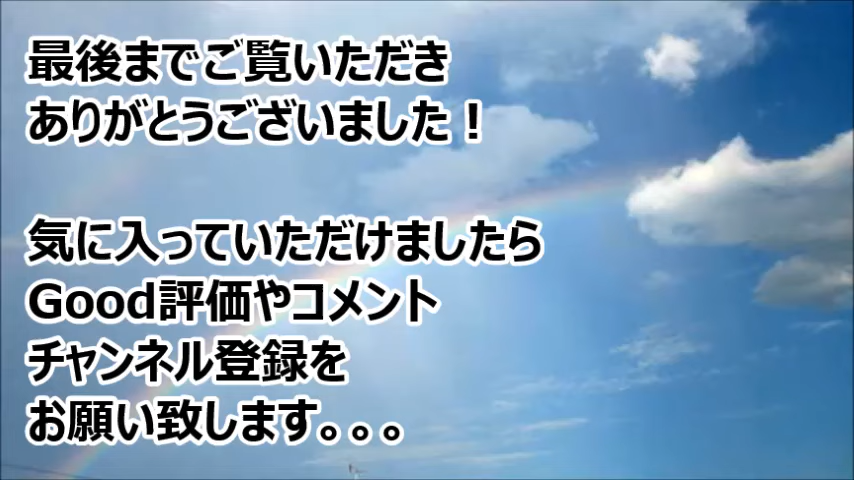 最後までご覧いただき
ありがとうございました！
気に入っていただけましたら
Good評価やコメント
チャンネル登録を
お願い致します。。。